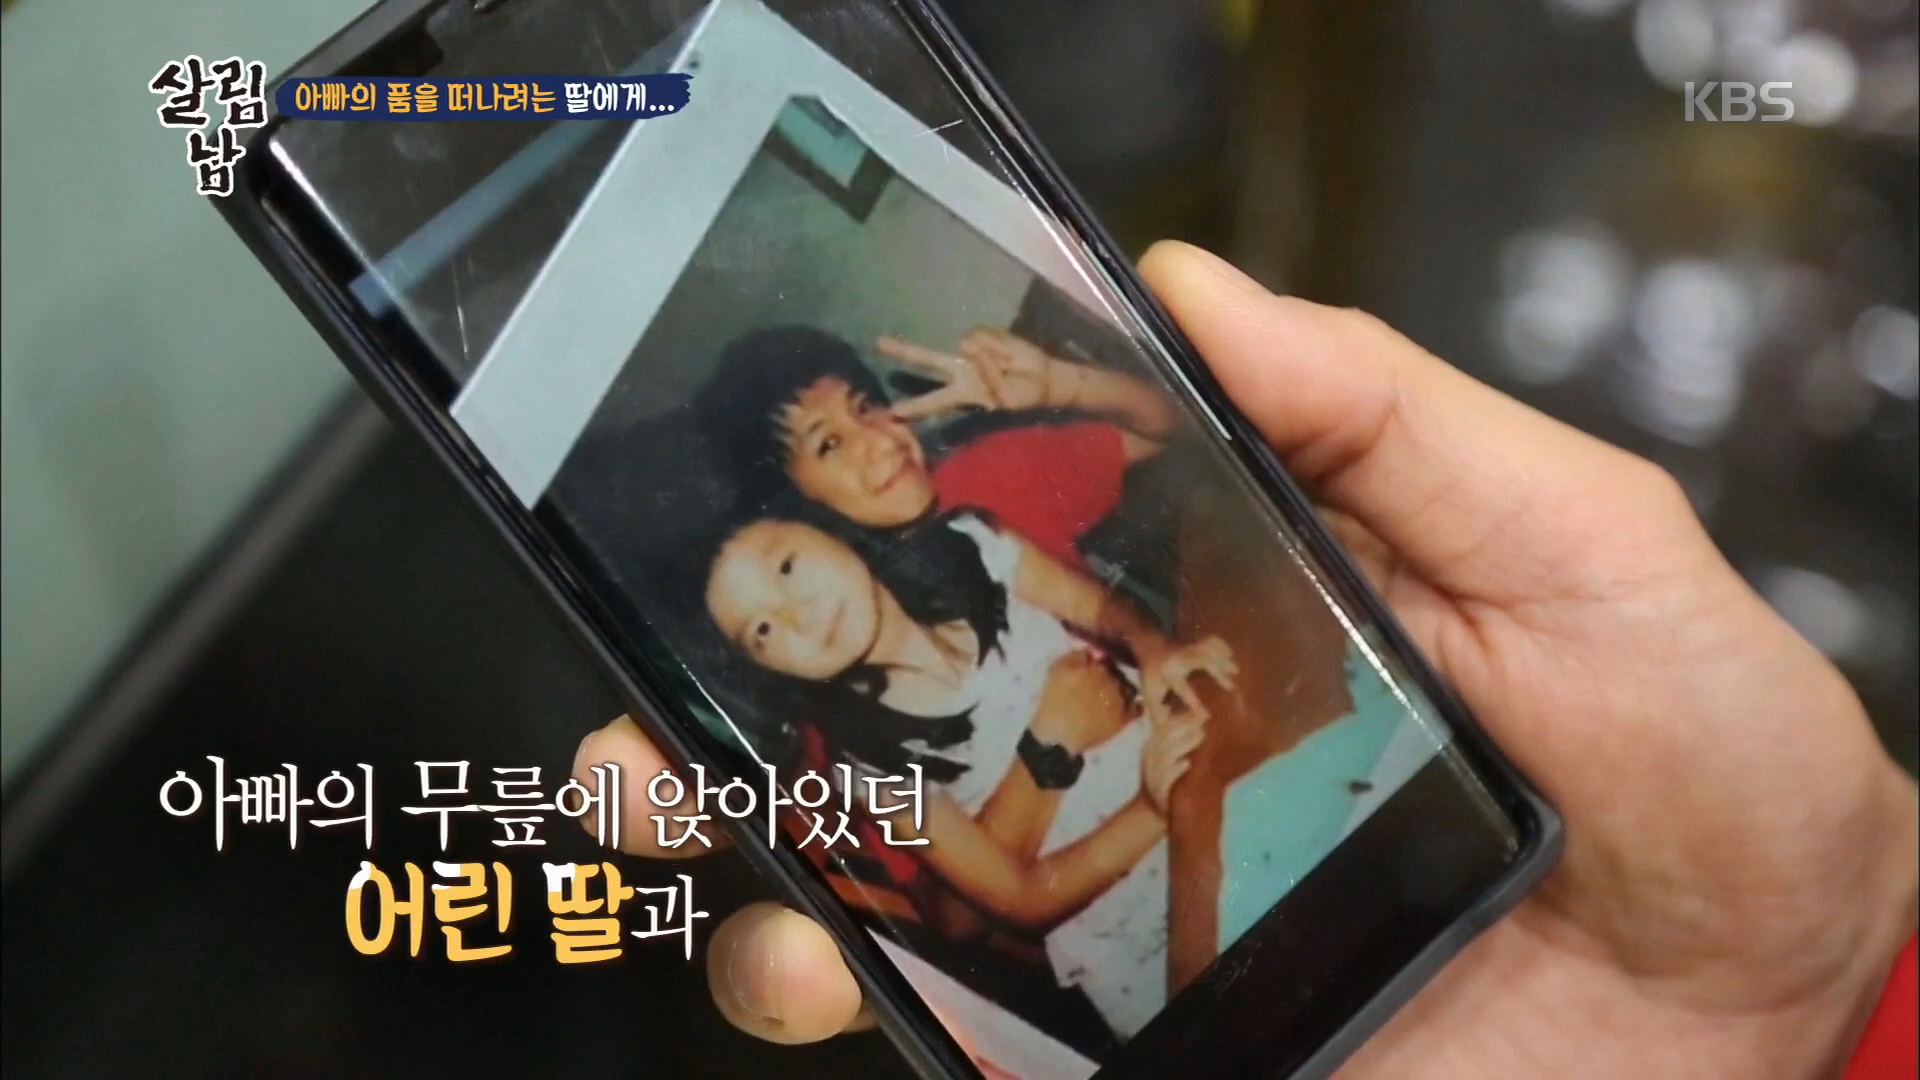 살림
남
아빠의 품을 떠나려는 딸에게...
KBS
아빠의 무릎에 앉아있던
어린 딸과